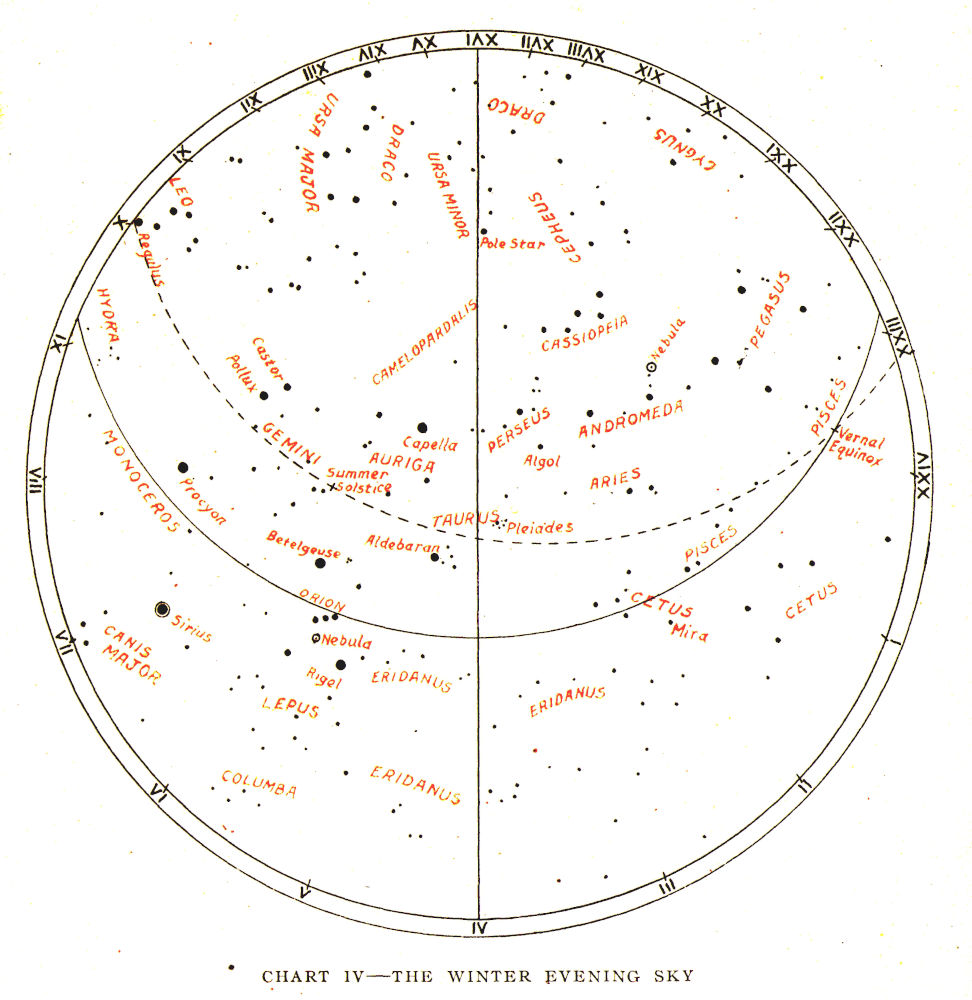 XVI
XVII
XVIII
XIX
XX
XXI
XXII
XXIII
XXIV
I
II
III
IV
V
VI
VII
VIII
IX
X
XI
XII
XIII
XIV
XV
URSA MAJOR
DRACO
URSA MINOR
DRACO
CYGNUS
LEO
Regulus
HYDRA
Pole Star
CEPHEUS
CAMELOPARDALIS
CASSIOPEIA
Nebula
PEGASUS
Castor
Pollux
GEMINI
Capella
AURIGA
PERSEUS
Algol
ANDROMEDA
PISCES
Vernal
Equinox
Summer
Solstice
ARIES
MONOCEROS
Procyon
TAURUS
Pleiades
Betelgeuse
Aldebaran
PISCES
ORION
CETUS
Mira
CETUS
Sirius
CANIS
MAJOR
Nebula
Rigel
ERIDANUS
LEPUS
ERIDANUS
COLUMBA
ERIDANUS
CHART IV—THE WINTER EVENING SKY